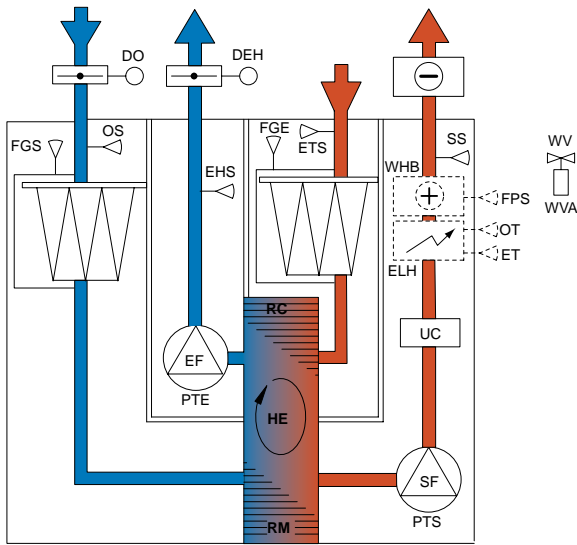 DO
DEH
FGS
OS
FGE
ETS
SS
WV
EHS
WHB
FPS
WVA
OT
ET
ELH
RC
UC
EF
PTE
HE
SF
RM
PTS